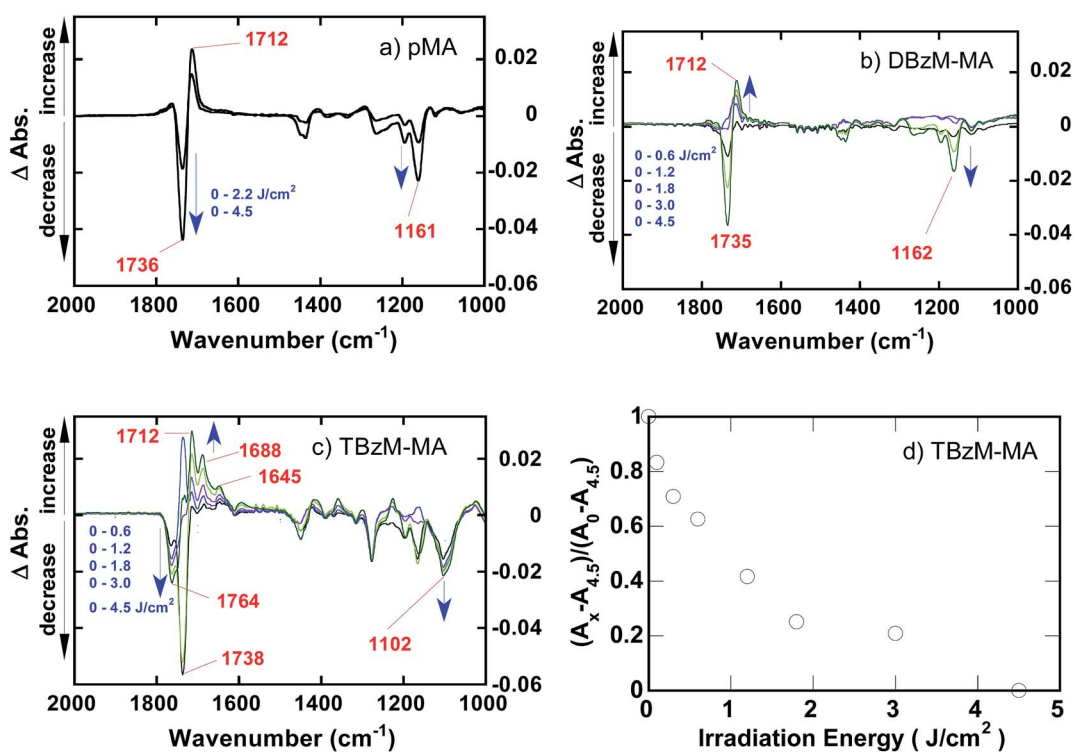 a) pMA
1712
1736
1161
0 - 2.2 J/cm²
0 - 4.5
increase
decrease
Δ Abs.
0.02
0
-0.02
-0.04
-0.06
2000 1800 1600 1400 1200 1000
Wavenumber (cm⁻¹)
b) DBzM-MA
1712
1735
1162
0 - 0.6 J/cm²
0 - 1.2
0 - 1.8
0 - 3.0
0 - 4.5
increase
decrease
Δ Abs.
0.02
0
-0.02
-0.04
-0.06
2000 1800 1600 1400 1200 1000
Wavenumber (cm⁻¹)
c) TBzM-MA
1712
1688
1645
1764
1738
1102
0 - 0.6
0 - 1.2
0 - 1.8
0 - 3.0
0 - 4.5 J/cm²
increase
decrease
Δ Abs.
0.02
0
-0.02
-0.04
-0.06
2000 1800 1600 1400 1200 1000
Wavenumber (cm⁻¹)
d) TBzM-MA
(Aₓ-A₄.₅)/(A₀-A₄.₅)
1
0.8
0.6
0.4
0.2
0
0 1 2 3 4 5
Irradiation Energy ( J/cm²)